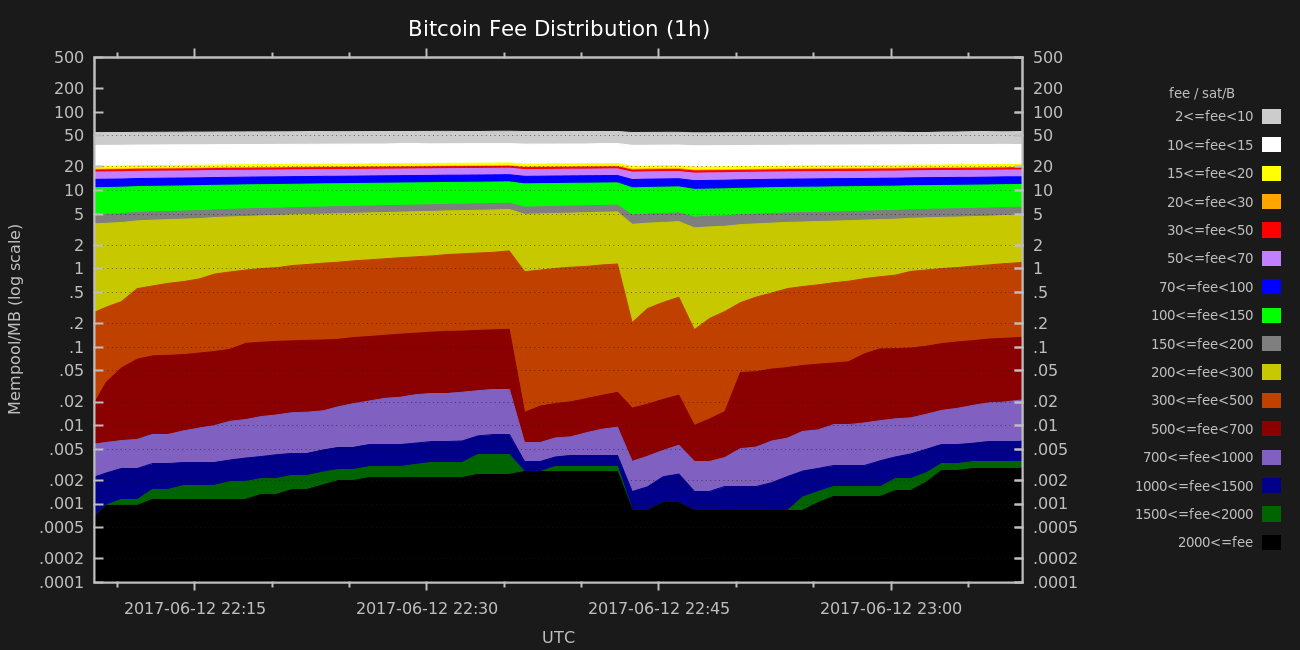 Bitcoin Fee Distribution (1h)
Mempool/MB (log scale)
500
200
100
50
20
10
5
2
1
.5
.2
.1
.05
.02
.01
.005
.002
.001
.0005
.0002
.0001
500
200
100
50
20
10
5
2
1
.5
.2
.1
.05
.02
.01
.005
.002
.001
.0005
.0002
.0001
2017-06-12 22:15 2017-06-12 22:30 2017-06-12 22:45 2017-06-12 23:00
UTC
fee / sat/B
2<=fee<10
10<=fee<15
15<=fee<20
20<=fee<30
30<=fee<50
50<=fee<70
70<=fee<100
100<=fee<150
150<=fee<200
200<=fee<300
300<=fee<500
500<=fee<700
700<=fee<1000
1000<=fee<1500
1500<=fee<2000
2000<=fee